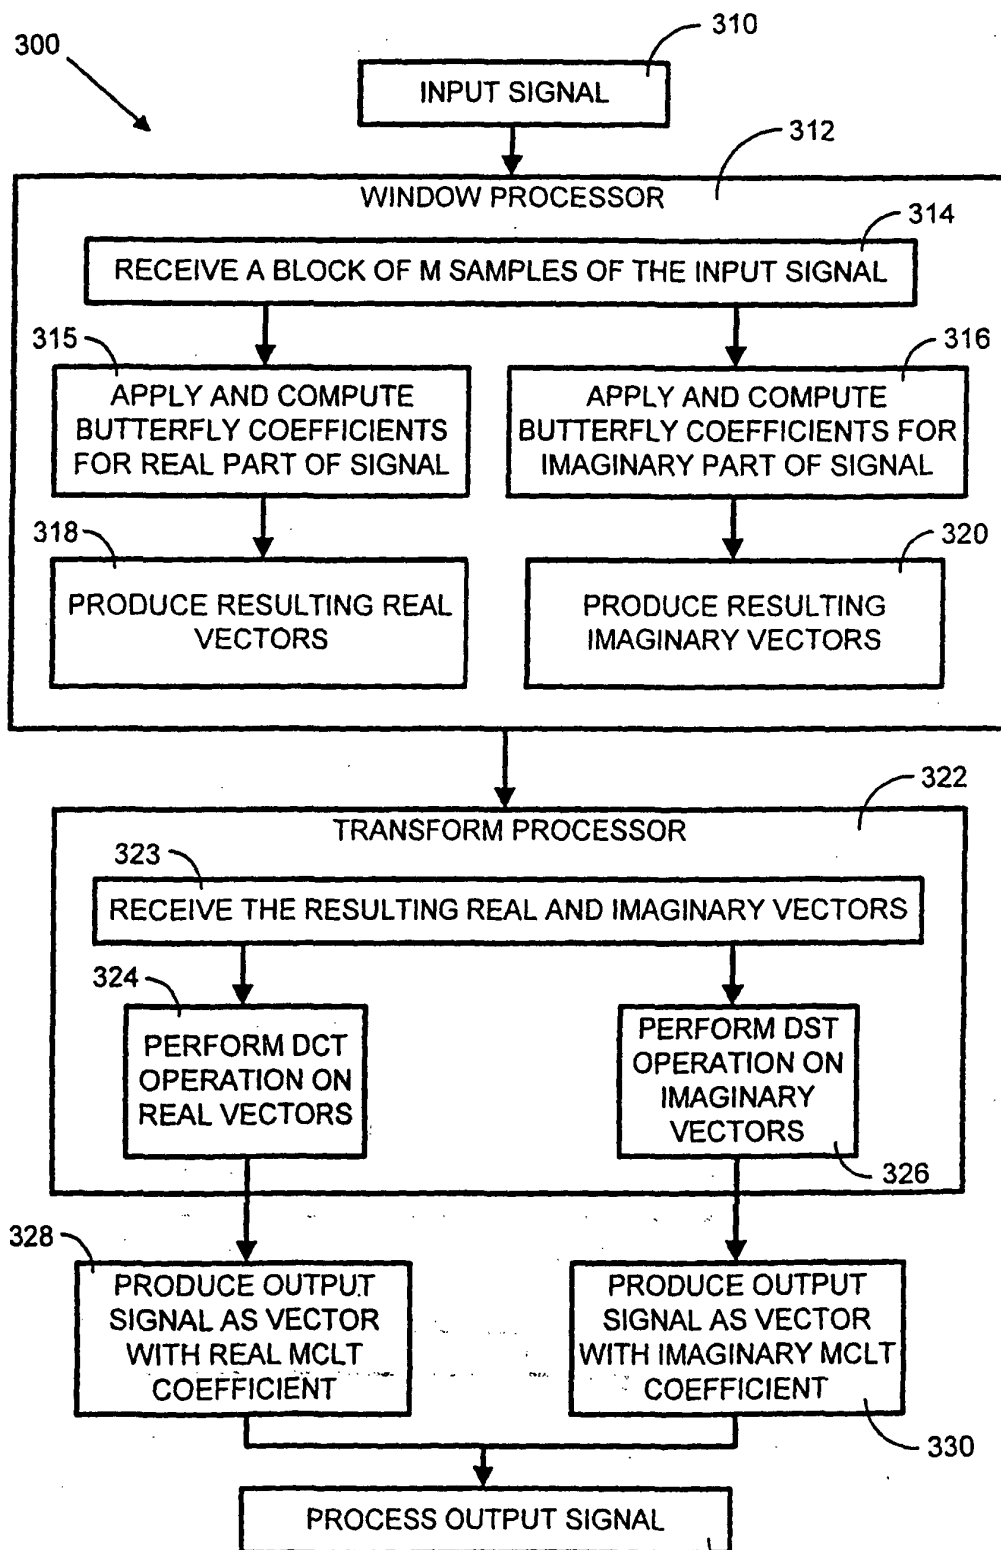 310
300
INPUT SIGNAL
312
WINDOW PROCESSOR
314
RECEIVE A BLOCK OF M SAMPLES OF THE INPUT SIGNAL
315
316
APPLY AND COMPUTE
BUTTERFLY COEFFICIENTS
FOR REAL PART OF SIGNAL
APPLY AND COMPUTE
BUTTERFLY COEFFICIENTS FOR
IMAGINARY PART OF SIGNAL
318
320
PRODUCE RESULTING REAL
VECTORS
PRODUCE RESULTING
IMAGINARY VECTORS
322
TRANSFORM PROCESSOR
323
RECEIVE THE RESULTING REAL AND IMAGINARY VECTORS
324
PERFORM DCT
OPERATION ON
REAL VECTORS
PERFORM DST
OPERATION ON
IMAGINARY
VECTORS
326
328
PRODUCE OUTPUT
SIGNAL AS VECTOR
WITH REAL MCLT
COEFFICIENT
PRODUCE OUTPUT
SIGNAL AS VECTOR
WITH IMAGINARY MCLT
COEFFICIENT
330
PROCESS OUTPUT SIGNAL